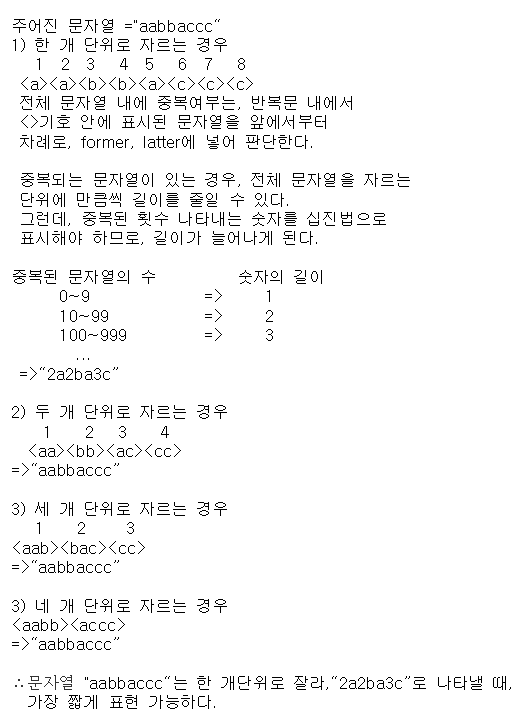 주어진 문자열 ="aabbaccc“
1) 한 개 단위로 자르는 경우
1 2 3 4 5 6 7 8
<a><a><b><b><a><c><c><c>
전체 문자열 내에 중복여부는, 반복문 내에서
<>기호 안에 표시된 문자열을 앞에서부터
차례로, former, latter에 넣어 판단한다.
중복되는 문자열이 있는 경우, 전체 문자열을 자르는
단위에 만큼씩 길이를 줄일 수 있다.
그런데, 중복된 횟수 나타내는 숫자를 십진법으로
표시해야 하므로, 길이가 늘어나게 된다.
중복된 문자열의 수 숫자의 길이
0~9 => 1
10~99 => 2
100~999 => 3
...
=>“2a2ba3c”
2) 두 개 단위로 자르는 경우
1 2 3 4
<aa><bb><ac><cc>
=>“aabbaccc”
3) 세 개 단위로 자르는 경우
1 2 3
<aab><bac><cc>
=>“aabbaccc”
3) 네 개 단위로 자르는 경우
<aabb><accc>
=>“aabbaccc”
∴문자열 "aabbaccc“는 한 개단위로 잘라,“2a2ba3c”로 나타낼 때,
가장 짧게 표현 가능하다.